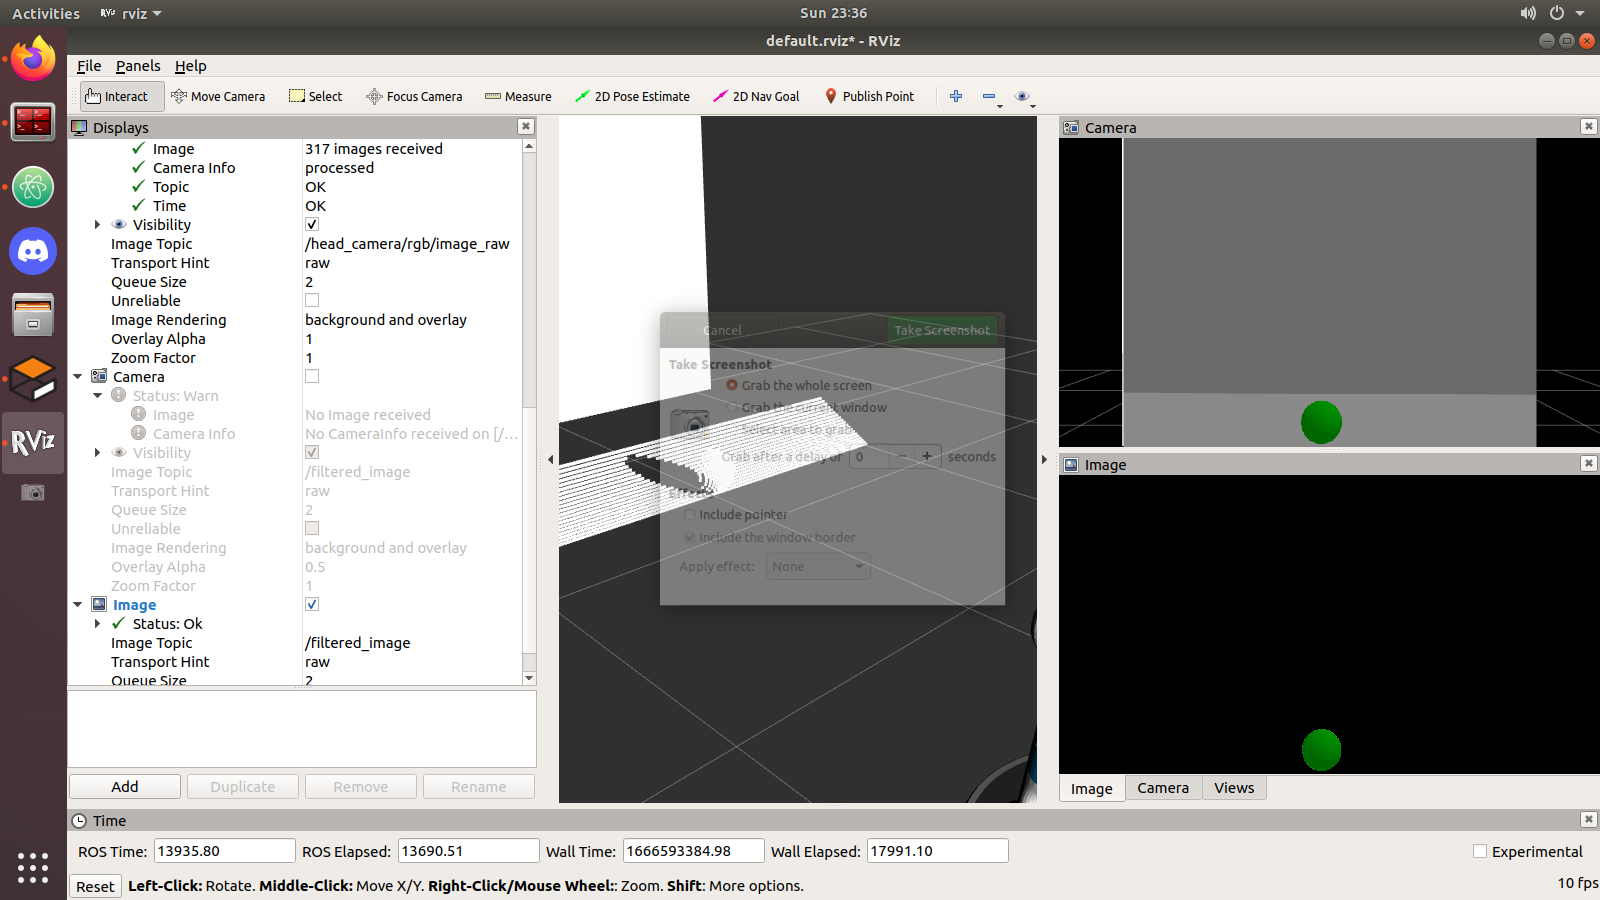 Activities
RViz rviz
Sun 23:36
default.rviz* - RViz
File Panels Help
Interact Move Camera Select Focus Camera Measure 2D Pose Estimate 2D Nav Goal Publish Point
Displays
Image 317 images received
Camera Info processed
Topic OK
Time OK
Visibility
Image Topic /head_camera/rgb/image_raw
Transport Hint raw
Queue Size 2
Unreliable
Image Rendering background and overlay
Overlay Alpha 1
Zoom Factor 1
Camera
Status: Warn
Image No Image received
Camera Info No CameraInfo received on [/...
Visibility
Image Topic /filtered_image
Transport Hint raw
Queue Size 2
Unreliable
Image Rendering background and overlay
Overlay Alpha 0.5
Zoom Factor 1
Image
Status: Ok
Image Topic /filtered_image
Transport Hint raw
Queue Size 2
Add Duplicate Remove Rename
RViz
Cancel Take Screenshot
Take Screenshot
Grab the whole screen
Grab the current window
Select area to grab
Grab after a delay of 0 − + seconds
Effects
Include pointer
Include the window border
Apply effect: None
Camera
Image
Image Camera Views
Time
ROS Time: 13935.80 ROS Elapsed: 13690.51 Wall Time: 1666593384.98 Wall Elapsed: 17991.10 Experimental
Reset Left-Click: Rotate. Middle-Click: Move X/Y. Right-Click/Mouse Wheel:: Zoom. Shift: More options. 10 fps